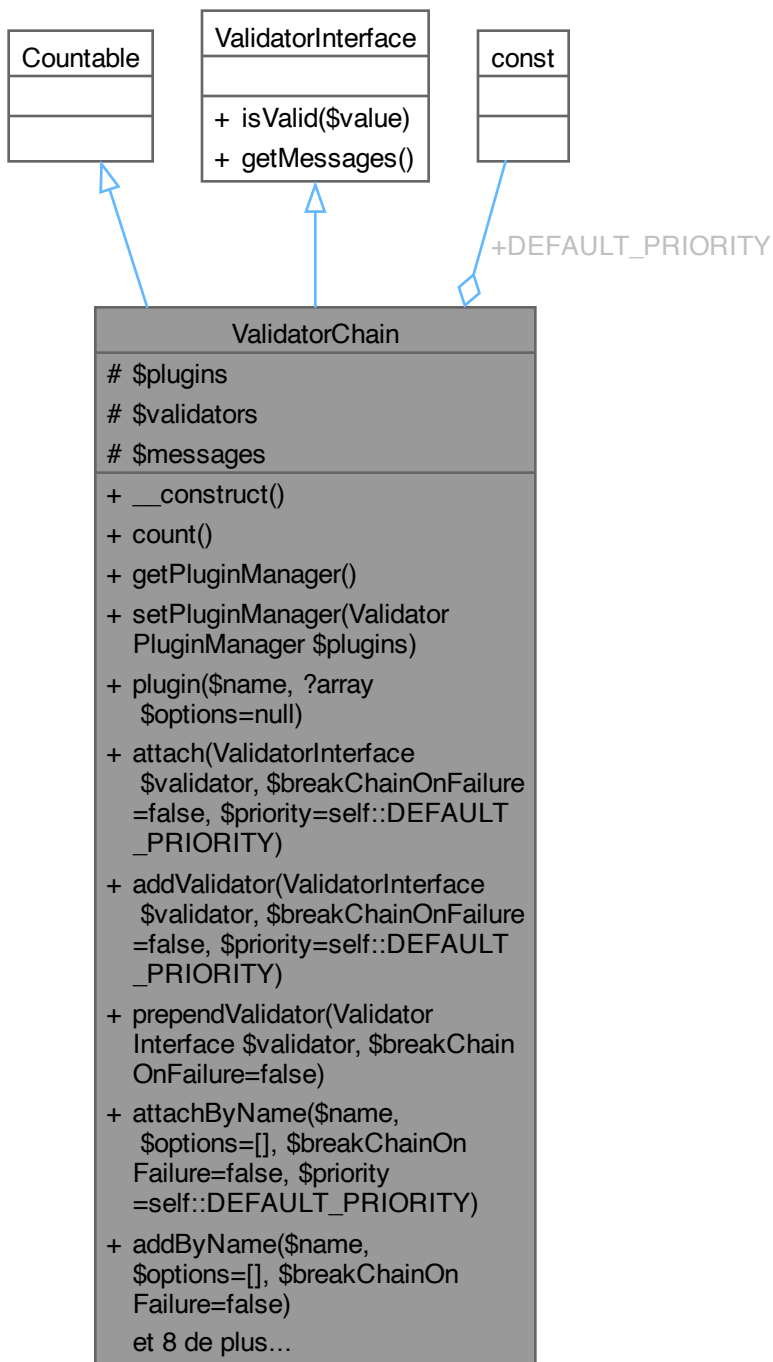 Countable
ValidatorInterface
+ isValid($value)
+ getMessages()
const
+DEFAULT_PRIORITY
ValidatorChain
# $plugins
# $validators
# $messages
+ __construct()
+ count()
+ getPluginManager()
+ setPluginManager(Validator
PluginManager $plugins)
+ plugin($name, ?array
$options=null)
+ attach(ValidatorInterface
$validator, $breakChainOnFailure
=false, $priority=self::DEFAULT
_PRIORITY)
+ addValidator(ValidatorInterface
$validator, $breakChainOnFailure
=false, $priority=self::DEFAULT
_PRIORITY)
+ prependValidator(Validator
Interface $validator, $breakChain
OnFailure=false)
+ attachByName($name,
$options=[], $breakChainOn
Failure=false, $priority
=self::DEFAULT_PRIORITY)
+ addByName($name,
$options=[], $breakChainOn
Failure=false)
et 8 de plus...